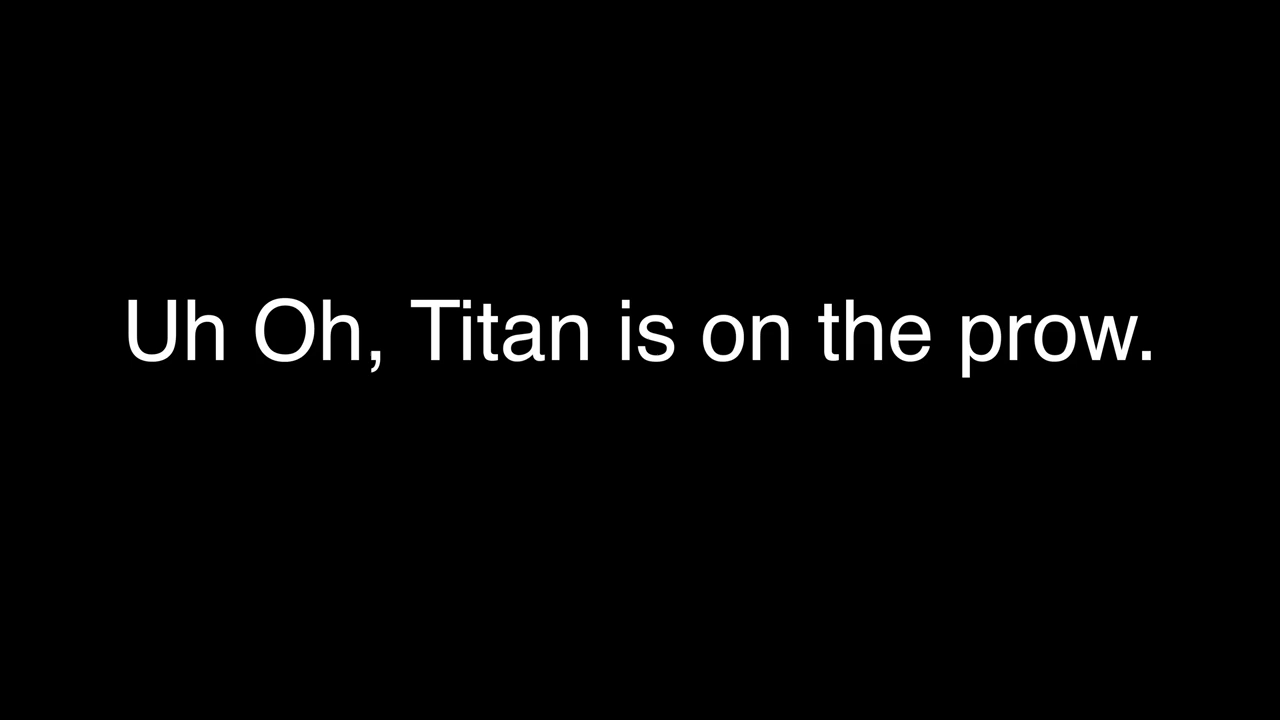 Uh Oh, Titan is on the prow.